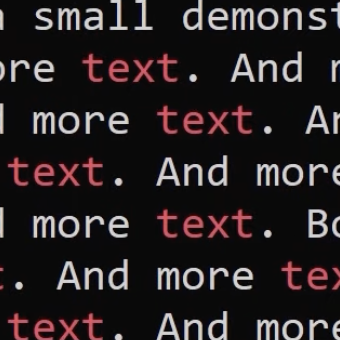 a small demonst
ore text. And m
d more text. An
text. And more
d more text. Bo
t. And more tex
text. And more